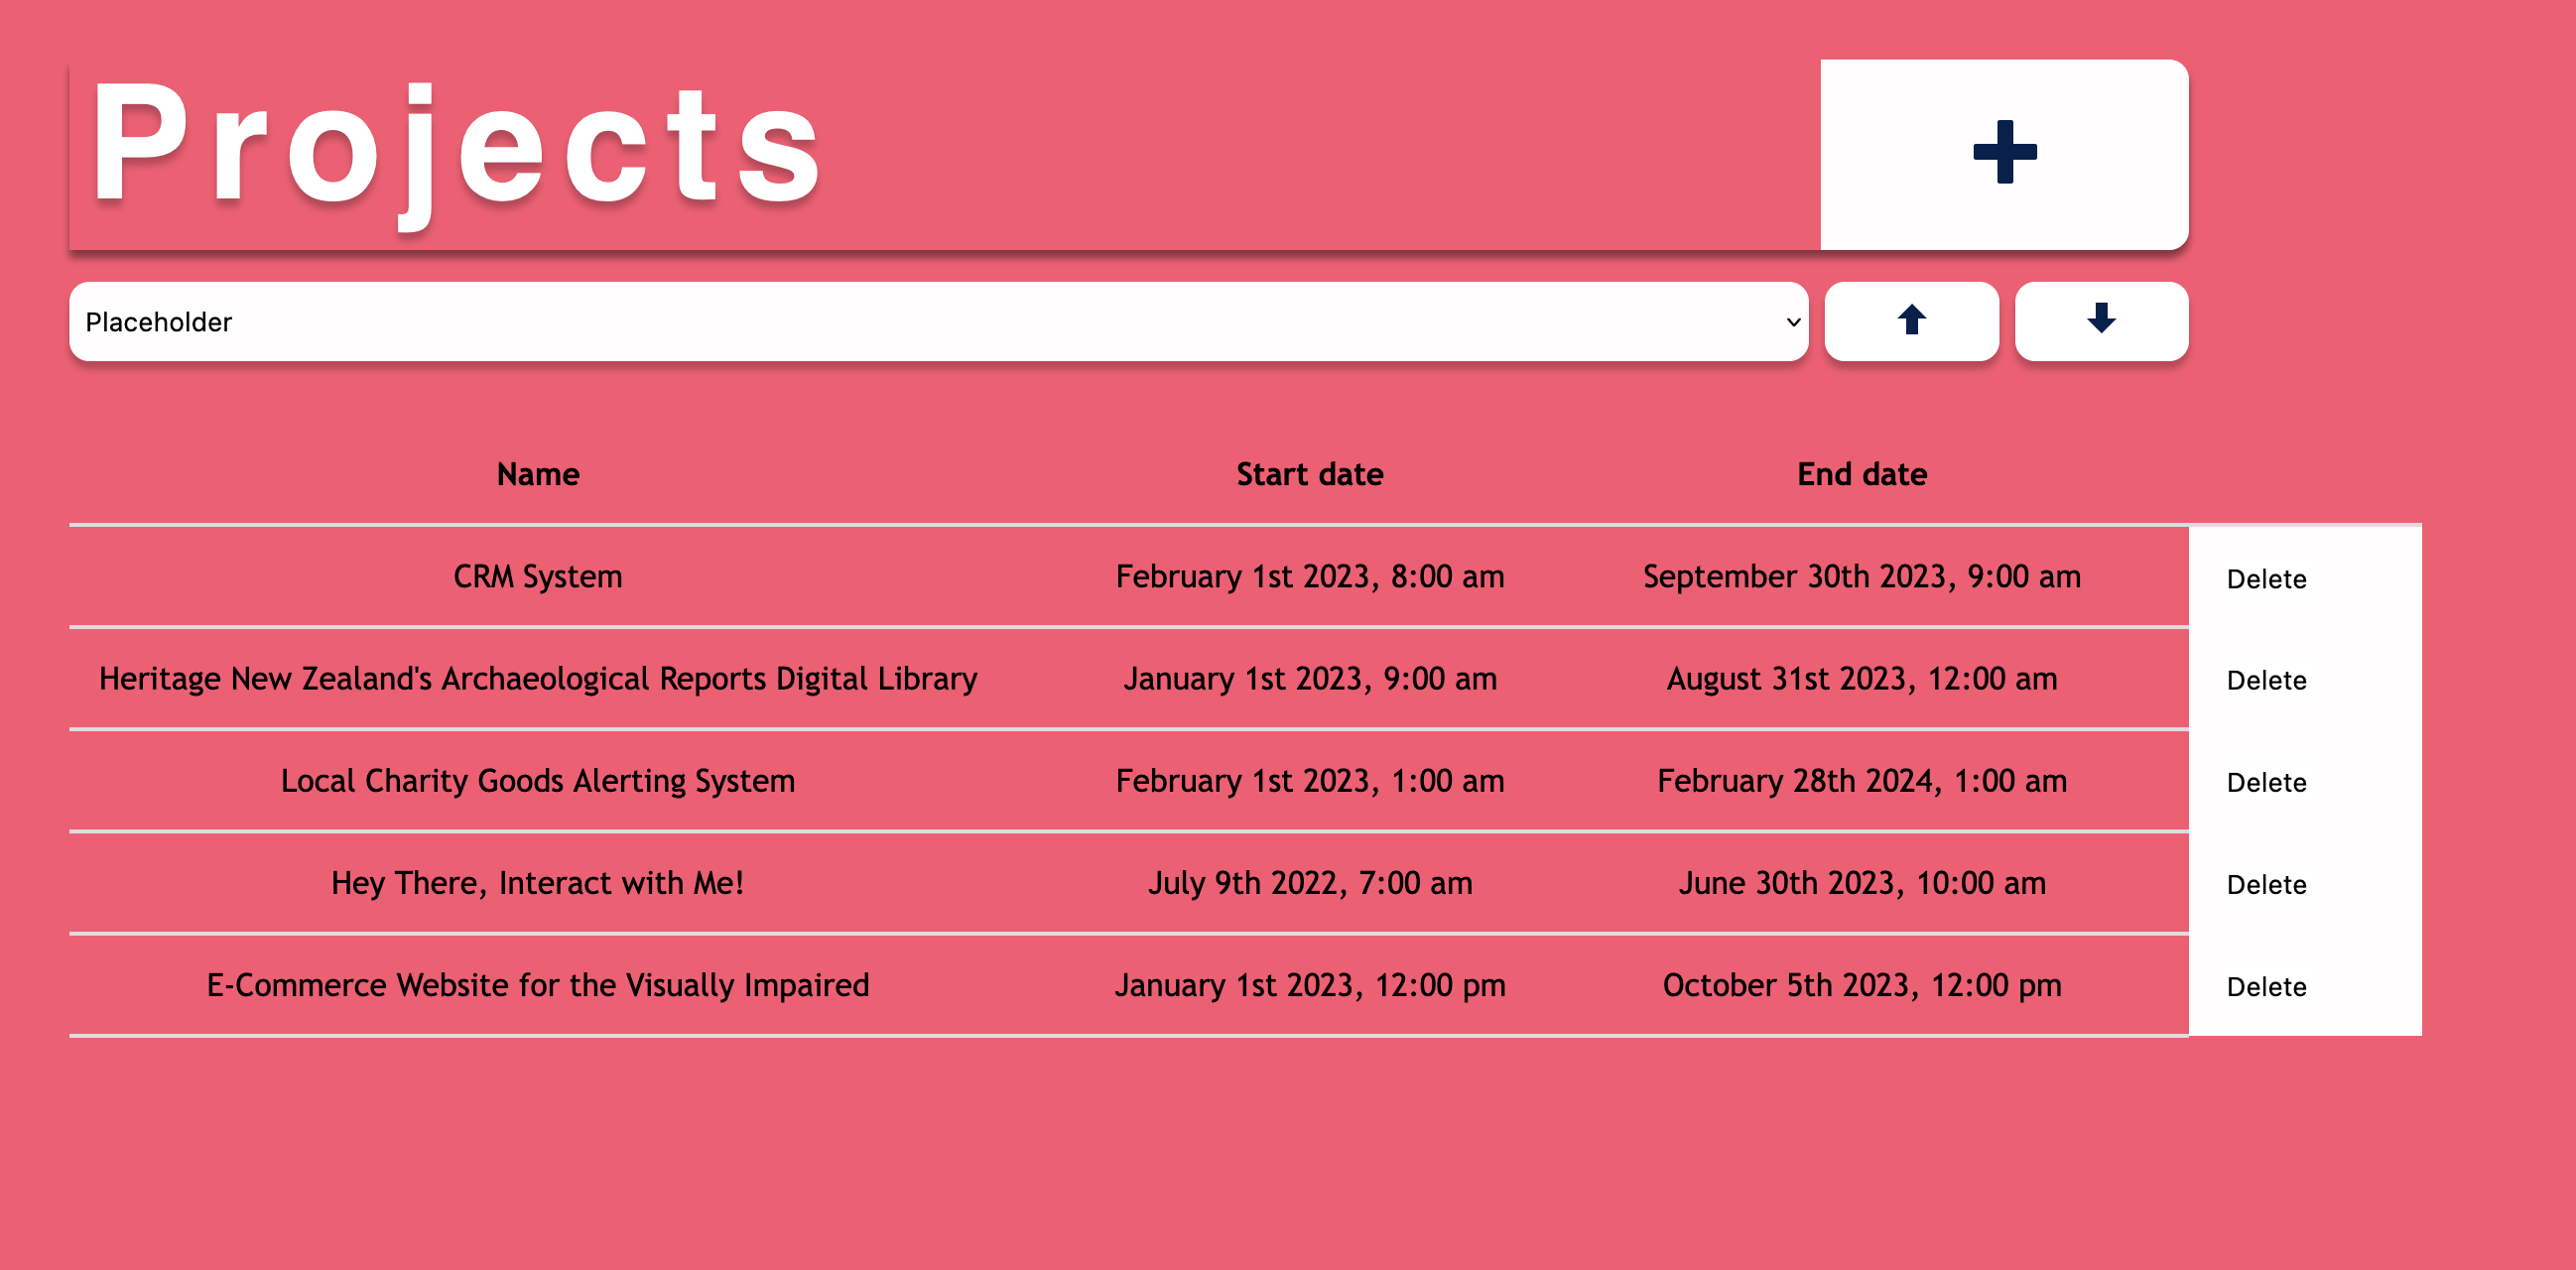 Projects
Placeholder
Name Start date End date
CRM System February 1st 2023, 8:00 am September 30th 2023, 9:00 am Delete
Heritage New Zealand's Archaeological Reports Digital Library January 1st 2023, 9:00 am August 31st 2023, 12:00 am Delete
Local Charity Goods Alerting System February 1st 2023, 1:00 am February 28th 2024, 1:00 am Delete
Hey There, Interact with Me! July 9th 2022, 7:00 am June 30th 2023, 10:00 am Delete
E-Commerce Website for the Visually Impaired January 1st 2023, 12:00 pm October 5th 2023, 12:00 pm Delete